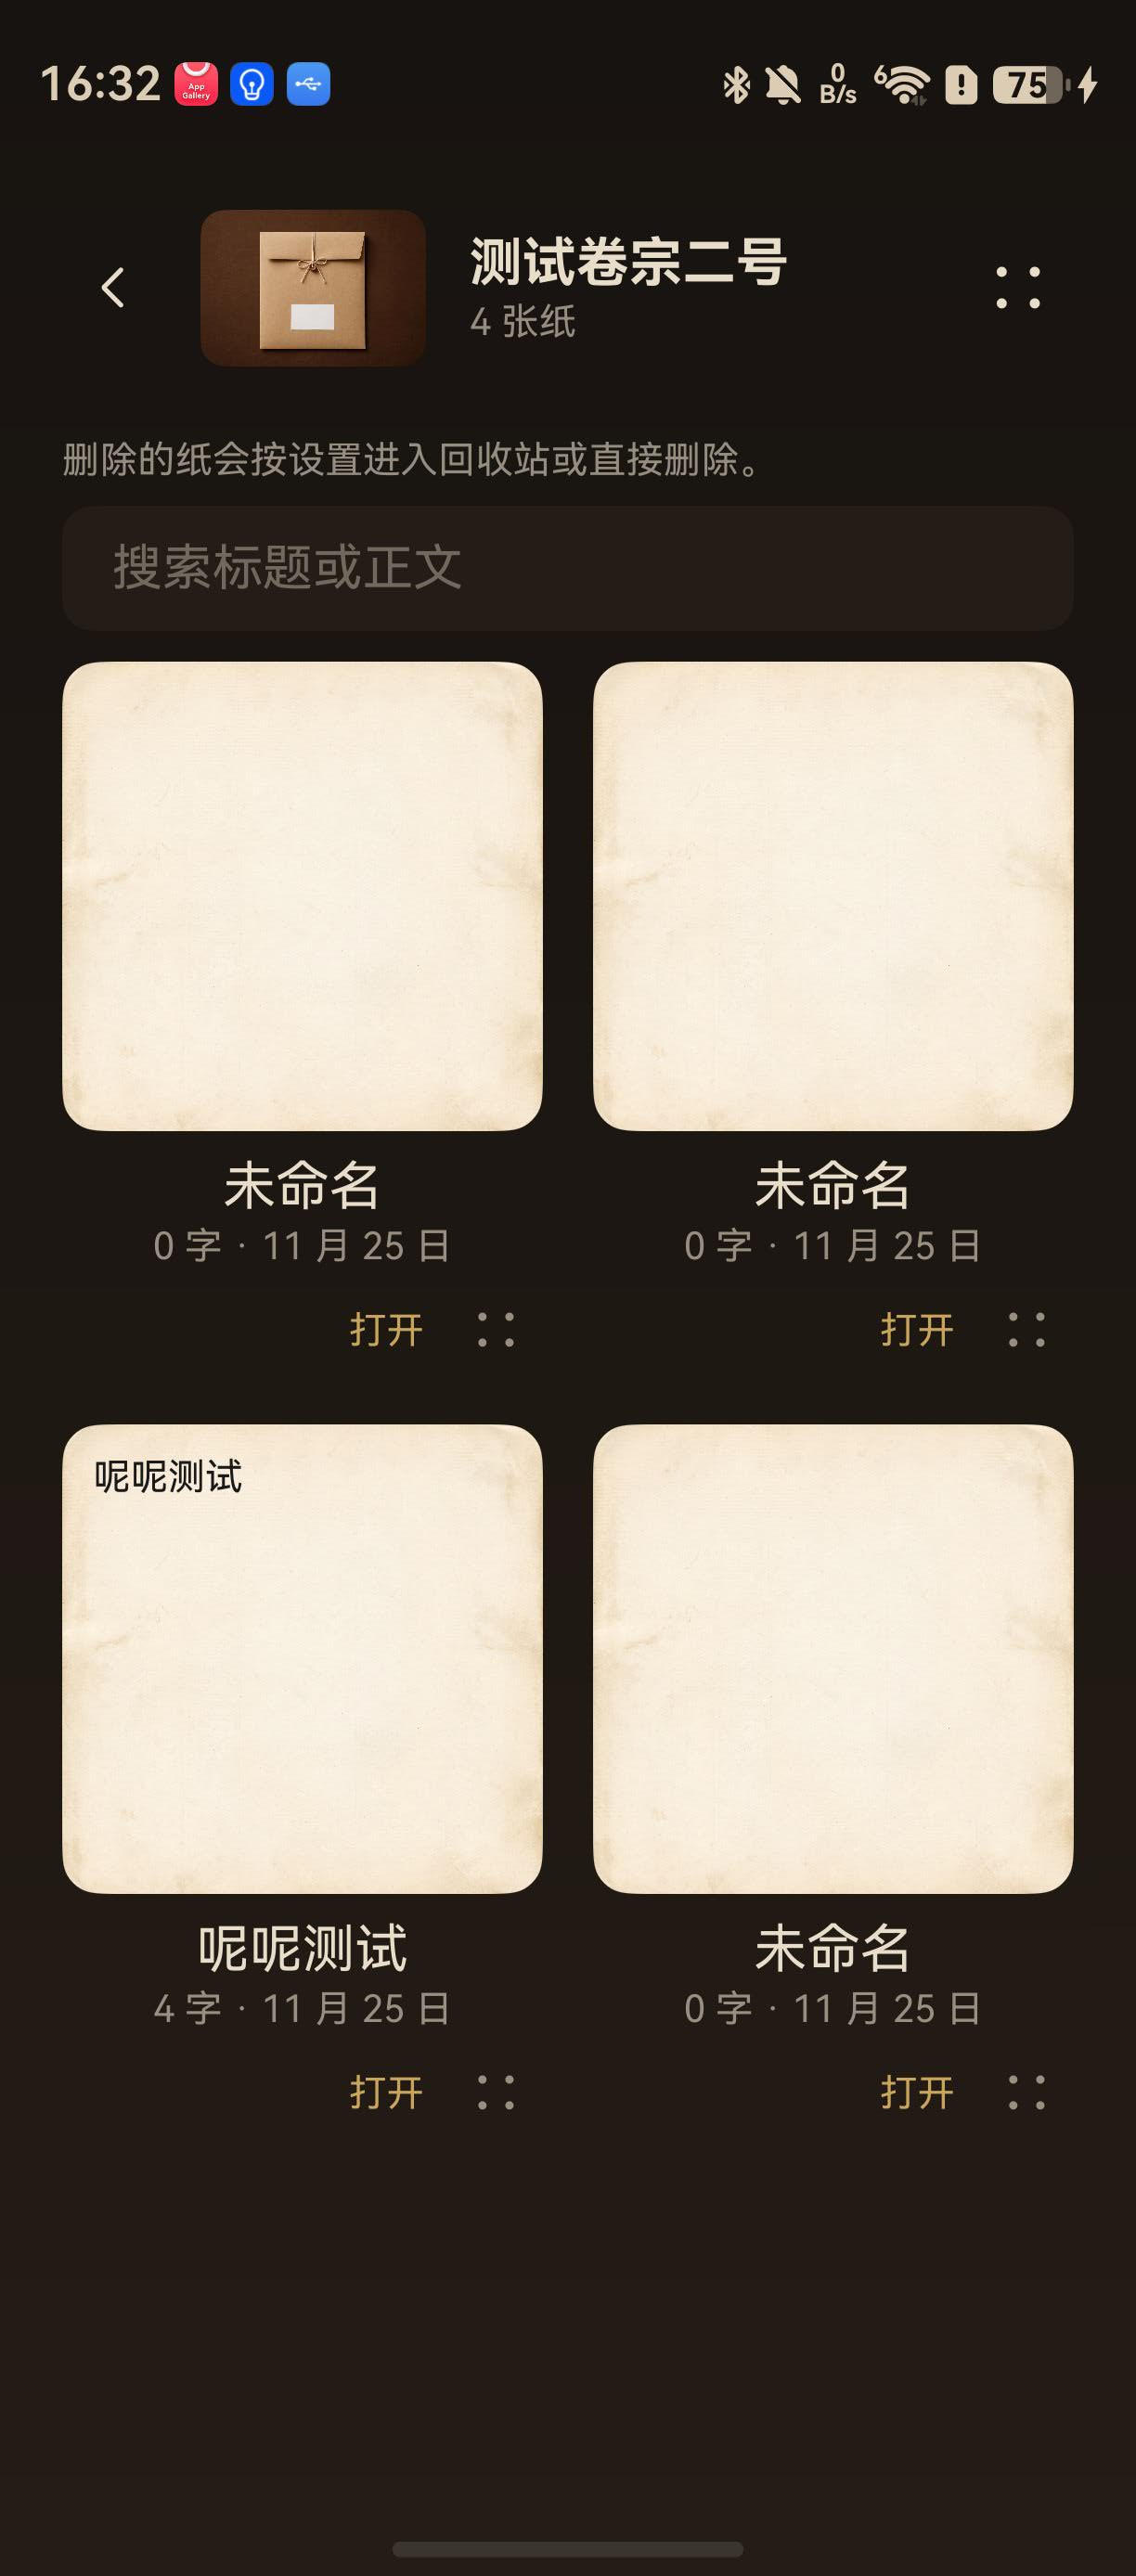 16:32
App
Gallery
0
B/s
6
75
测试卷宗二号
4 张纸
删除的纸会按设置进入回收站或直接删除。
搜索标题或正文
未命名
0 字 · 11 月 25 日
打开
未命名
0 字 · 11 月 25 日
打开
呢呢测试
呢呢测试
4 字 · 11 月 25 日
打开
未命名
0 字 · 11 月 25 日
打开